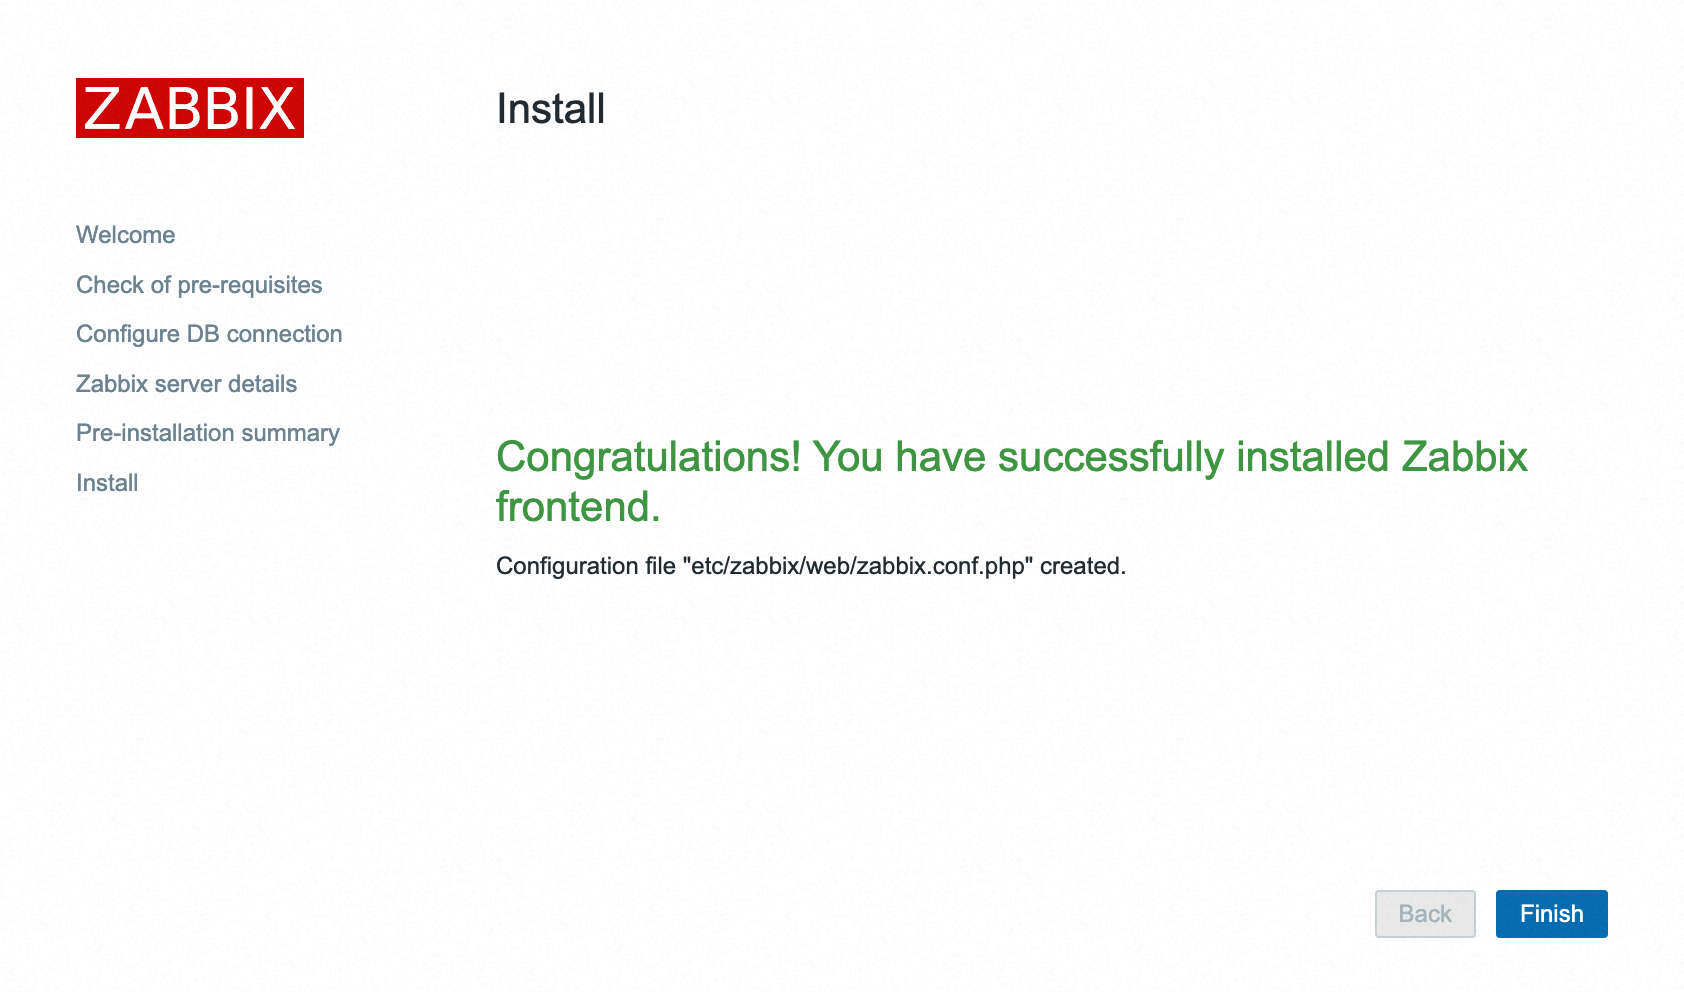 ZABBIX
Install
Welcome
Check of pre-requisites
Configure DB connection
Zabbix server details
Pre-installation summary
Install
Congratulations! You have successfully installed Zabbix
frontend.
Configuration file "etc/zabbix/web/zabbix.conf.php" created.
Back
Finish